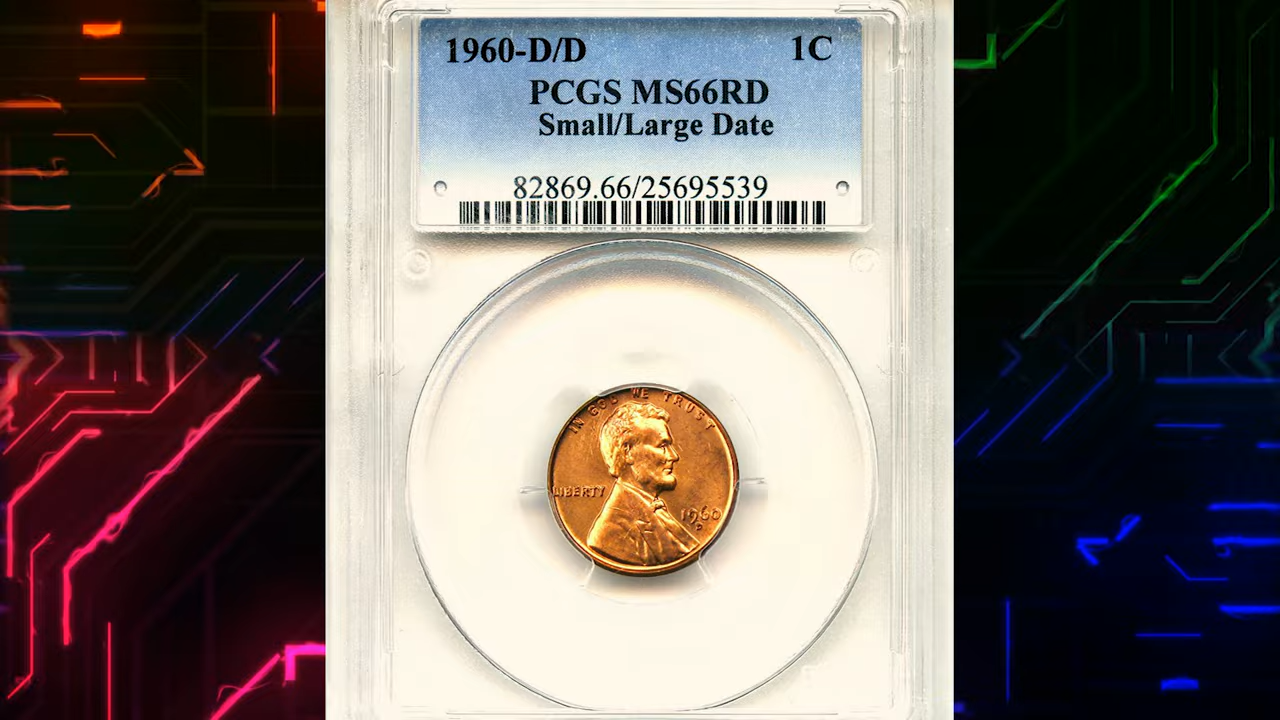 1960-D/D 1C
PCGS MS66RD
Small/Large Date
82869.66/25695539
IN GOD WE TRUST
LIBERTY
1960
D